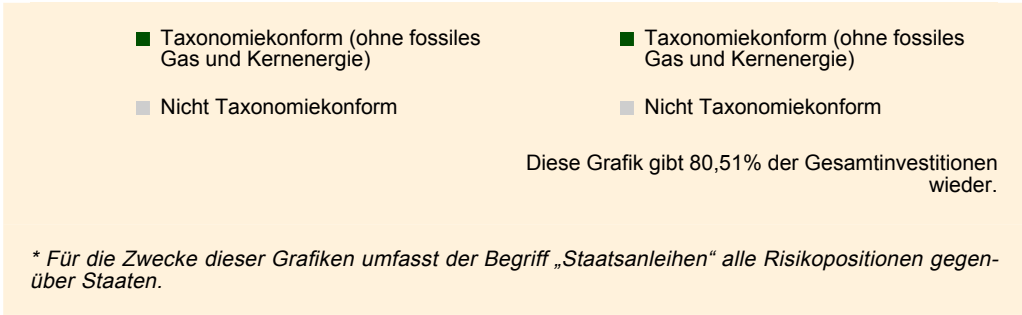 Taxonomiekonform (ohne fossiles
Gas und Kernenergie)
Nicht Taxonomiekonform
Taxonomiekonform (ohne fossiles
Gas und Kernenergie)
Nicht Taxonomiekonform
Diese Grafik gibt 80,51% der Gesamtinvestitionen
wieder.
* Für die Zwecke dieser Grafiken umfasst der Begriff „Staatsanleihen“ alle Risikopositionen gegen-
über Staaten.